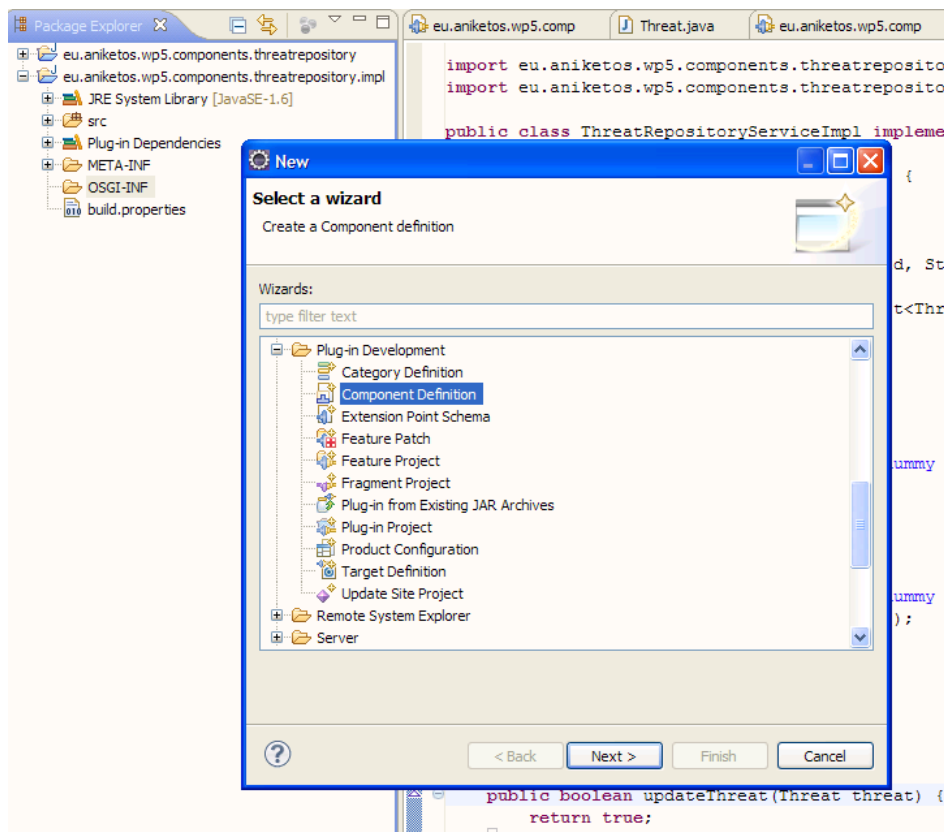 Package Explorer
eu.aniketos.wp5.comp
Threat.java
eu.aniketos.wp5.comp
eu.aniketos.wp5.components.threatrepository
eu.aniketos.wp5.components.threatrepository.impl
JRE System Library [JavaSE-1.6]
src
Plug-in Dependencies
META-INF
OSGI-INF
build.properties
import eu.aniketos.wp5.components.threatreposito
import eu.aniketos.wp5.components.threatreposito
public class ThreatRepositoryServiceImpl impleme
{
d, St
t<Thr
ummy
ummy
);
New
Select a wizard
Create a Component definition
Wizards:
type filter text
Plug-in Development
Category Definition
Component Definition
Extension Point Schema
Feature Patch
Feature Project
Fragment Project
Plug-in from Existing JAR Archives
Plug-in Project
Product Configuration
Target Definition
Update Site Project
Remote System Explorer
Server
?
< Back
Next >
Finish
Cancel
public boolean updateThreat(Threat threat) {
return true;